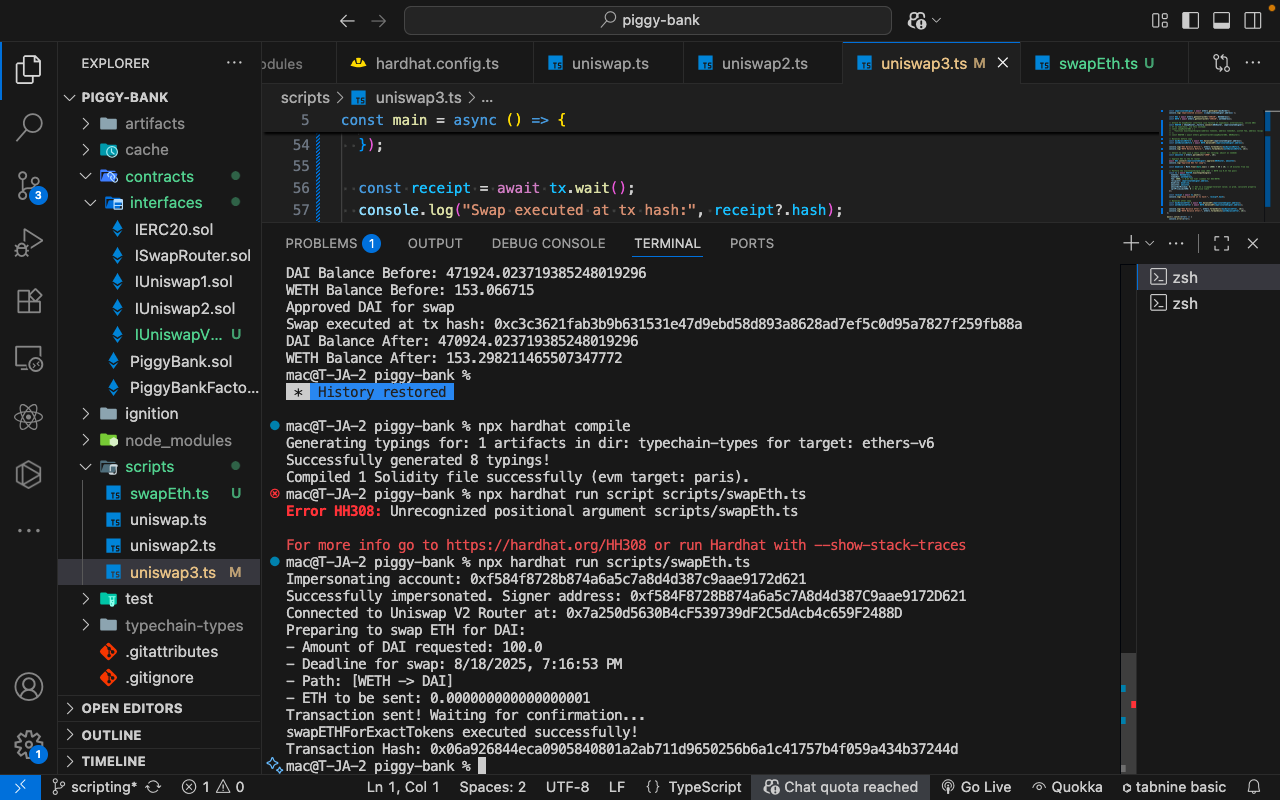 piggy-bank
EXPLORER
PIGGY-BANK
artifacts
cache
contracts
interfaces
IERC20.sol
ISwapRouter.sol
IUniswap1.sol
IUniswap2.sol
IUniswapV... U
PiggyBank.sol
PiggyBankFacto...
ignition
node_modules
scripts
swapEth.ts U
uniswap.ts
uniswap2.ts
uniswap3.ts M
test
typechain-types
.gitattributes
.gitignore
OPEN EDITORS
OUTLINE
TIMELINE
3
1
odules
hardhat.config.ts
uniswap.ts
uniswap2.ts
uniswap3.ts M
swapEth.ts U
scripts > uniswap3.ts > ...
5 const main = async () => {
54 });
55
56 const receipt = await tx.wait();
57 console.log("Swap executed at tx hash:", receipt?.hash);
PROBLEMS 1 OUTPUT DEBUG CONSOLE TERMINAL PORTS
DAI Balance Before: 471924.023719385248019296
WETH Balance Before: 153.066715
Approved DAI for swap
Swap executed at tx hash: 0xc3c3621fab3b9b631531e47d9ebd58d893a8628ad7ef5c0d95a7827f259fb88a
DAI Balance After: 470924.023719385248019296
WETH Balance After: 153.298211465507347772
mac@T-JA-2 piggy-bank %
* History restored
mac@T-JA-2 piggy-bank % npx hardhat compile
Generating typings for: 1 artifacts in dir: typechain-types for target: ethers-v6
Successfully generated 8 typings!
Compiled 1 Solidity file successfully (evm target: paris).
mac@T-JA-2 piggy-bank % npx hardhat run script scripts/swapEth.ts
Error HH308: Unrecognized positional argument scripts/swapEth.ts
For more info go to https://hardhat.org/HH308 or run Hardhat with --show-stack-traces
mac@T-JA-2 piggy-bank % npx hardhat run scripts/swapEth.ts
Impersonating account: 0xf584f8728b874a6a5c7a8d4d387c9aae9172d621
Successfully impersonated. Signer address: 0xf584F8728B874a6a5c7A8d4d387C9aae9172D621
Connected to Uniswap V2 Router at: 0x7a250d5630B4cF539739dF2C5dAcb4c659F2488D
Preparing to swap ETH for DAI:
- Amount of DAI requested: 100.0
- Deadline for swap: 8/18/2025, 7:16:53 PM
- Path: [WETH -> DAI]
- ETH to be sent: 0.000000000000000001
Transaction sent! Waiting for confirmation...
swapETHForExactTokens executed successfully!
Transaction Hash: 0x06a926844eca0905840801a2ab711d9650256b6a1c41757b4f059a434b37244d
mac@T-JA-2 piggy-bank %
zsh
zsh
scripting* 1 0 Ln 1, Col 1 Spaces: 2 UTF-8 LF {} TypeScript Chat quota reached Go Live Quokka tabnine basic